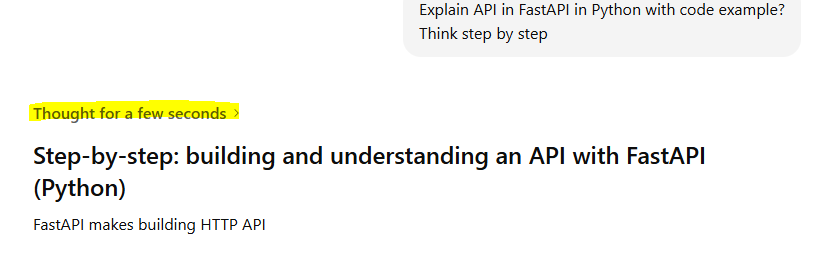 Explain API in FastAPI in Python with code example?
Think step by step
Thought for a few seconds >
Step-by-step: building and understanding an API with FastAPI
(Python)
FastAPI makes building HTTP API